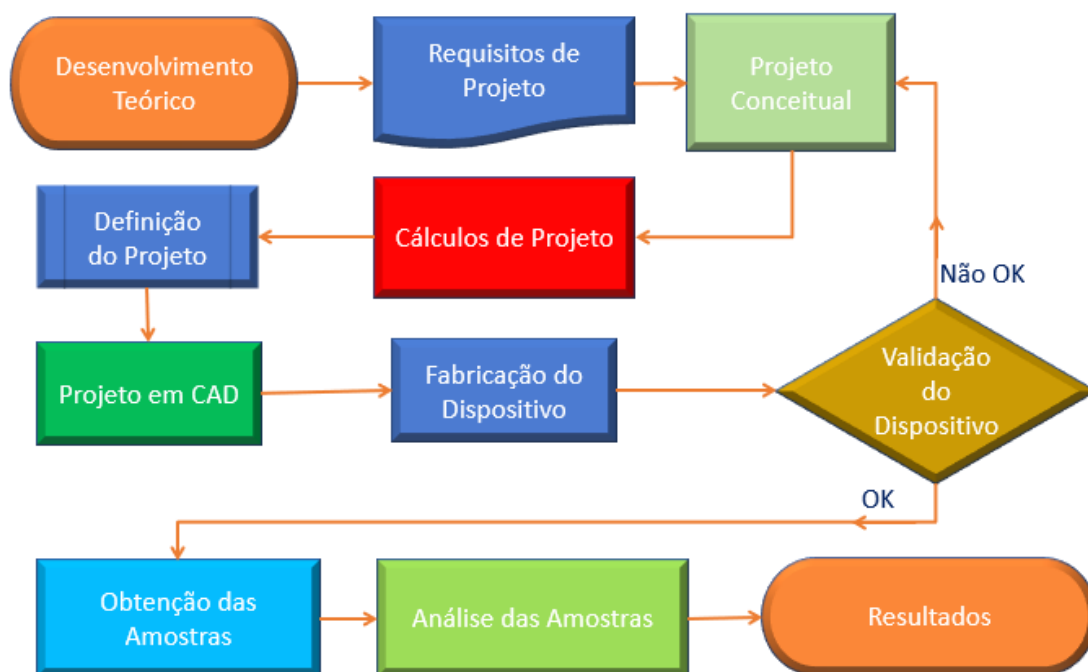 Desenvolvimento
Teórico
Requisitos de
Projeto
Projeto
Conceitual
Cálculos de Projeto
Definição
do Projeto
Projeto em CAD
Fabricação do
Dispositivo
Validação
do
Dispositivo
Não OK
OK
Obtenção das
Amostras
Análise das Amostras
Resultados